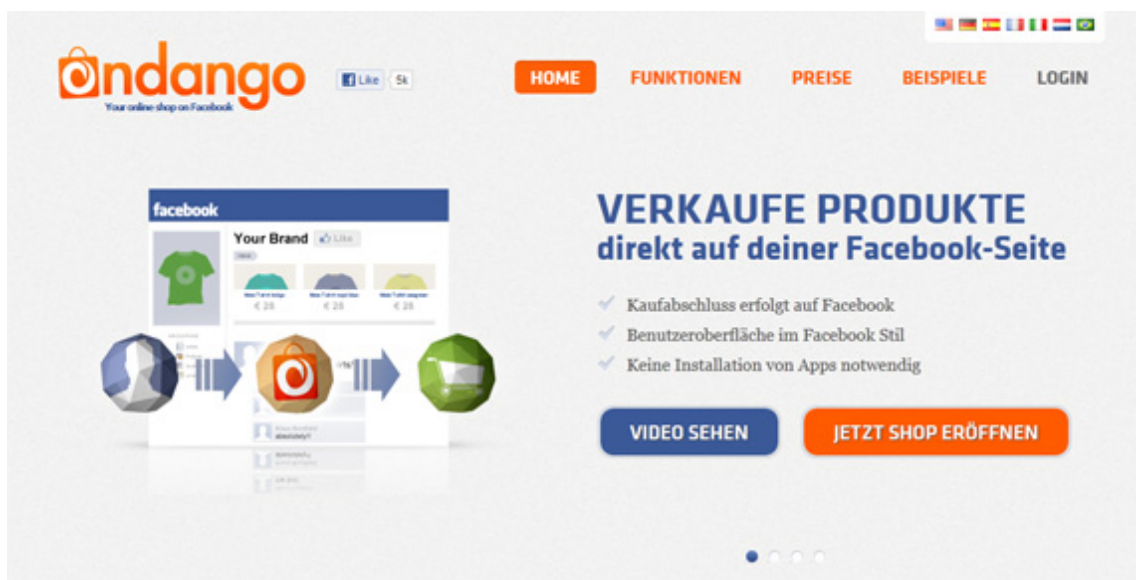 ondango
Your online shop on Facebook
Like 5k
HOME FUNKTIONEN PREISE BEISPIELE LOGIN
facebook
Your Brand Like
€ 28 € 28 € 28
absolutely!!
VERKAUFE PRODUKTE
direkt auf deiner Facebook-Seite
Kaufabschluss erfolgt auf Facebook
Benutzeroberfläche im Facebook Stil
Keine Installation von Apps notwendig
VIDEO SEHEN JETZT SHOP ERÖFFNEN